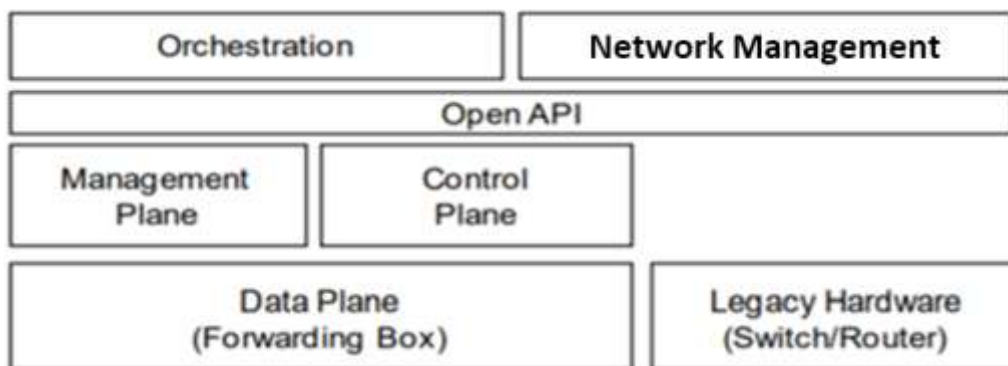 Orchestration
Network Management
Open API
Management
Plane
Control
Plane
Data Plane
(Forwarding Box)
Legacy Hardware
(Switch/Router)